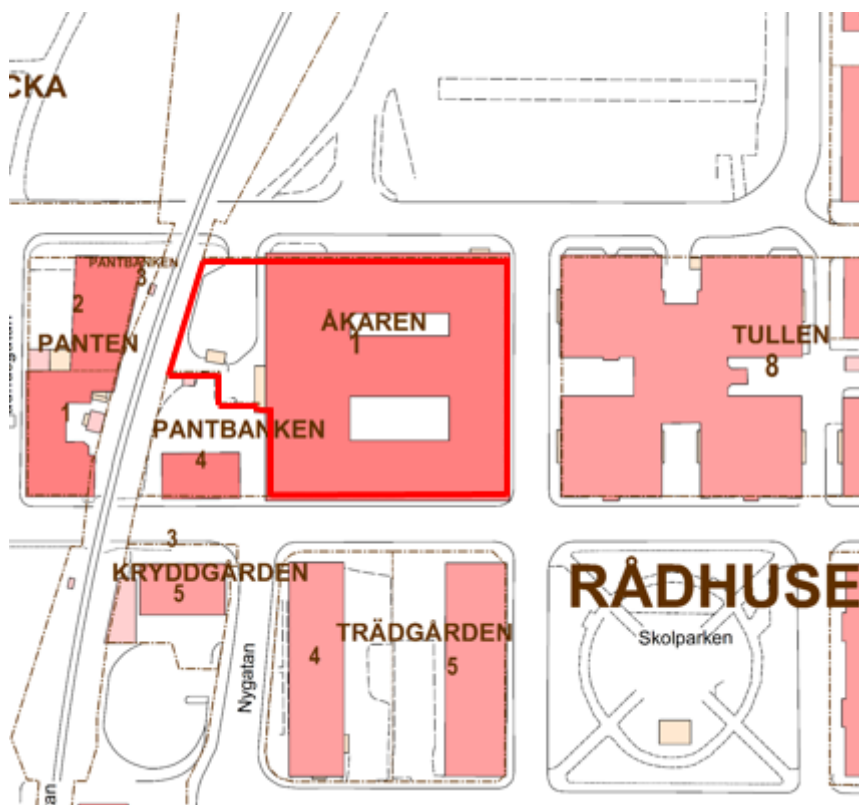 CKA
PANTBANKEN
3
2
PANTEN
1
ÅKAREN
1
TULLEN
8
PANTBANKEN
4
3
KRYDDGÅRDEN
5
TRÄDGÅRDEN
4
5
RÅDHUSE
Skolparken
Nygatan
an